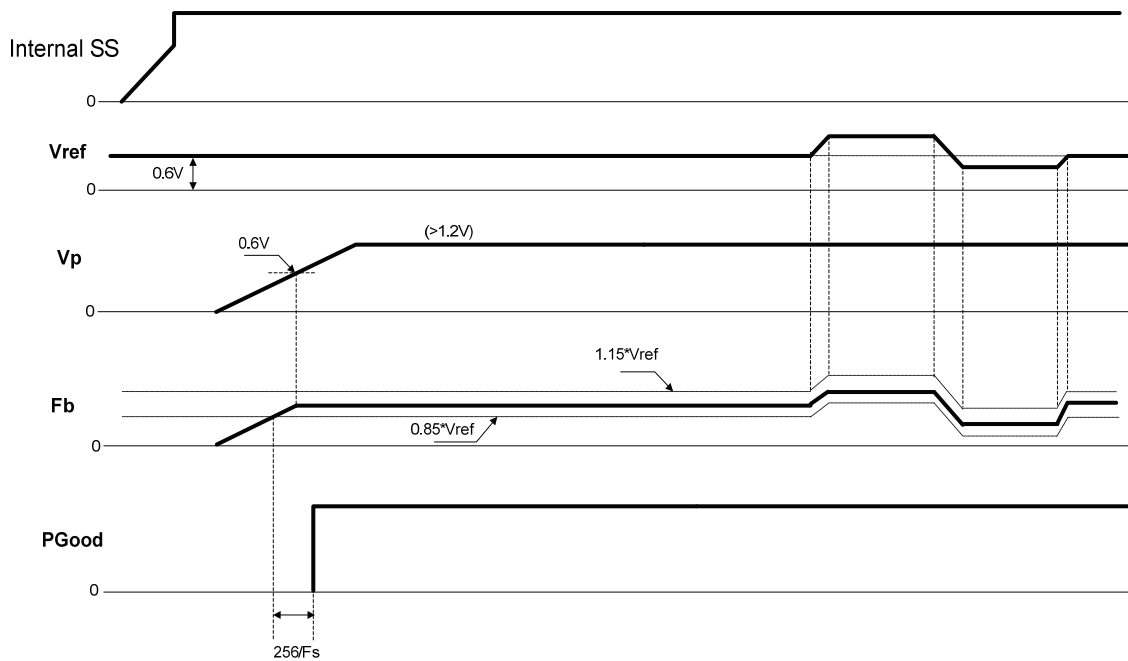 Internal SS
0
Vref
0.6V
0
0.6V
(>1.2V)
Vp
0
1.15*Vref
Fb
0.85*Vref
0
PGood
0
256/Fs